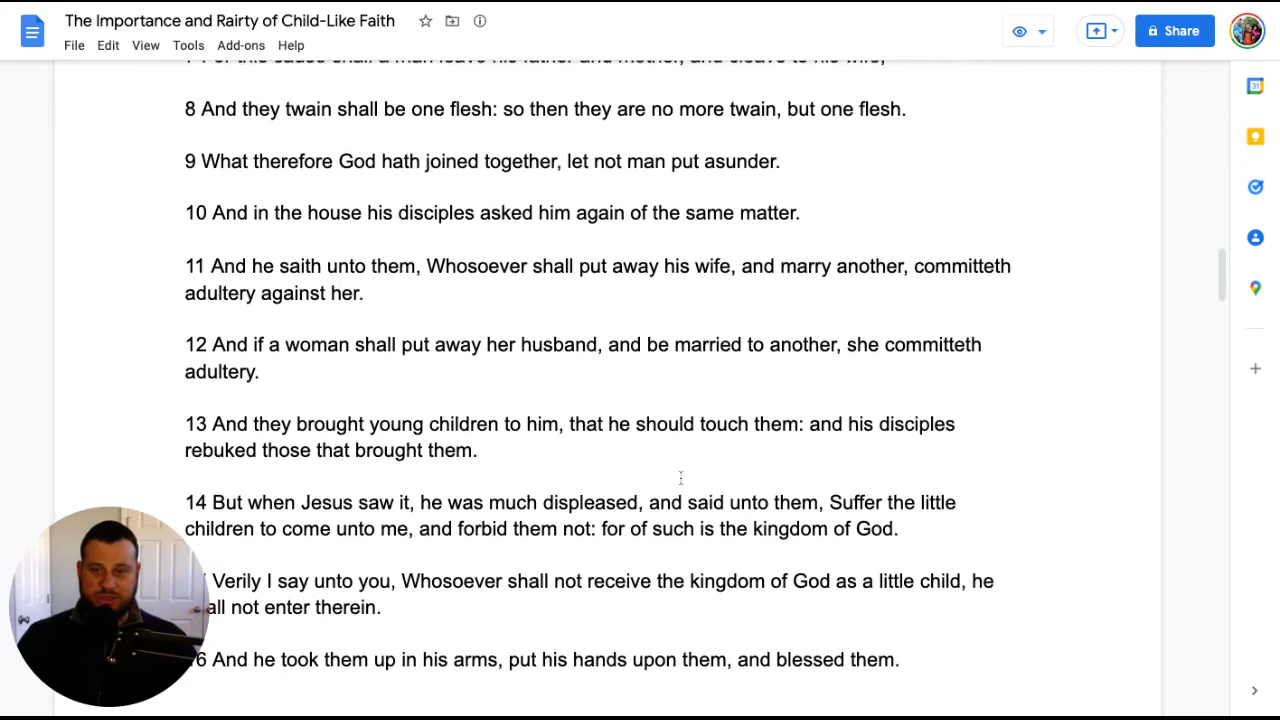 The Importance and Rairty of Child-Like Faith
Share
File Edit View Tools Add-ons Help
8 And they twain shall be one flesh: so then they are no more twain, but one flesh.
9 What therefore God hath joined together, let not man put asunder.
10 And in the house his disciples asked him again of the same matter.
11 And he saith unto them, Whosoever shall put away his wife, and marry another, committeth
adultery against her.
12 And if a woman shall put away her husband, and be married to another, she committeth
adultery.
13 And they brought young children to him, that he should touch them: and his disciples
rebuked those that brought them.
14 But when Jesus saw it, he was much displeased, and said unto them, Suffer the little
children to come unto me, and forbid them not: for of such is the kingdom of God.
Verily I say unto you, Whosoever shall not receive the kingdom of God as a little child, he
all not enter therein.
6 And he took them up in his arms, put his hands upon them, and blessed them.
31